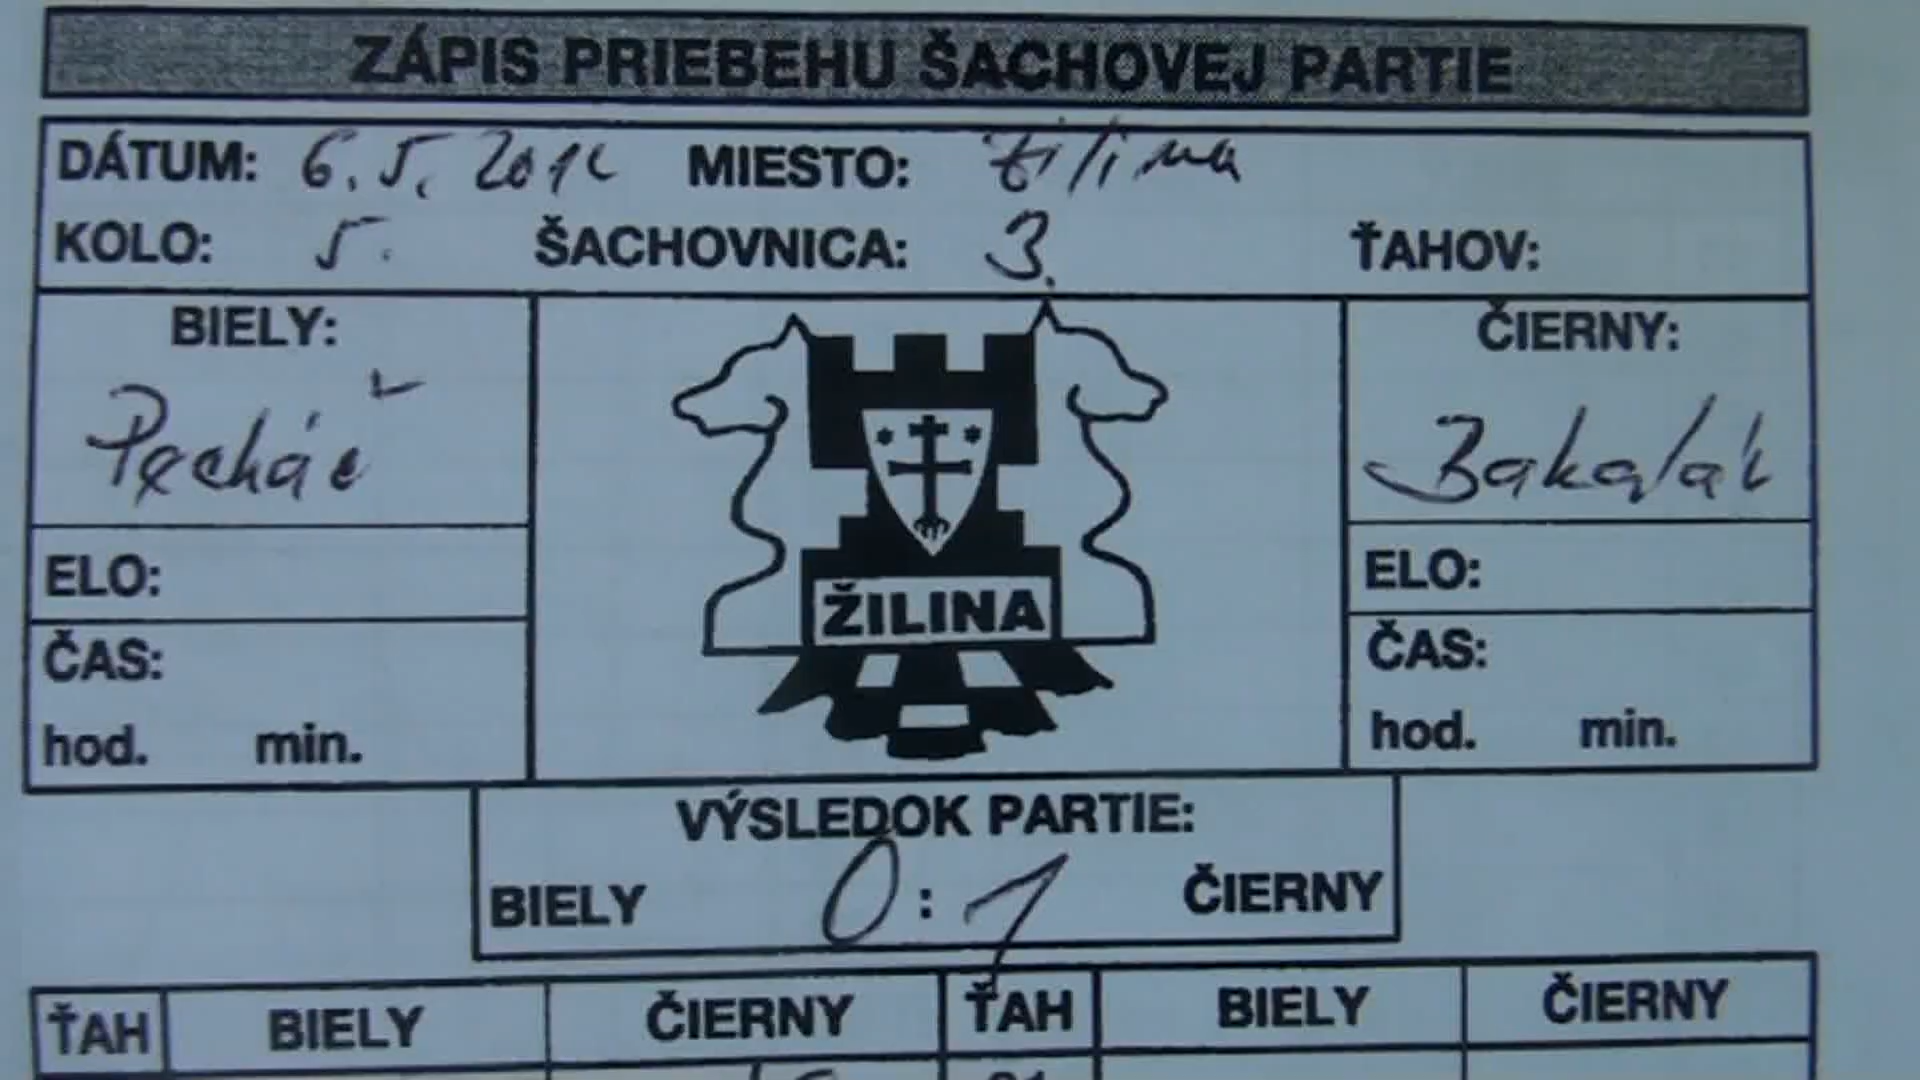 ZÁPIS PRIEBEHU ŠACHOVEJ PARTIE
DÁTUM: 6.5. MIESTO: Žilina
KOLO: 5. ŠACHOVNICA: 3. ŤAHOV:
BIELY:
Pecháč
ELO:
ČAS:
hod. min.
ŽILINA
ČIERNY:
ELO:
ČAS:
hod. min.
VÝSLEDOK PARTIE:
BIELY 0:1 ČIERNY
ŤAH BIELY ČIERNY ŤAH BIELY ČIERNY